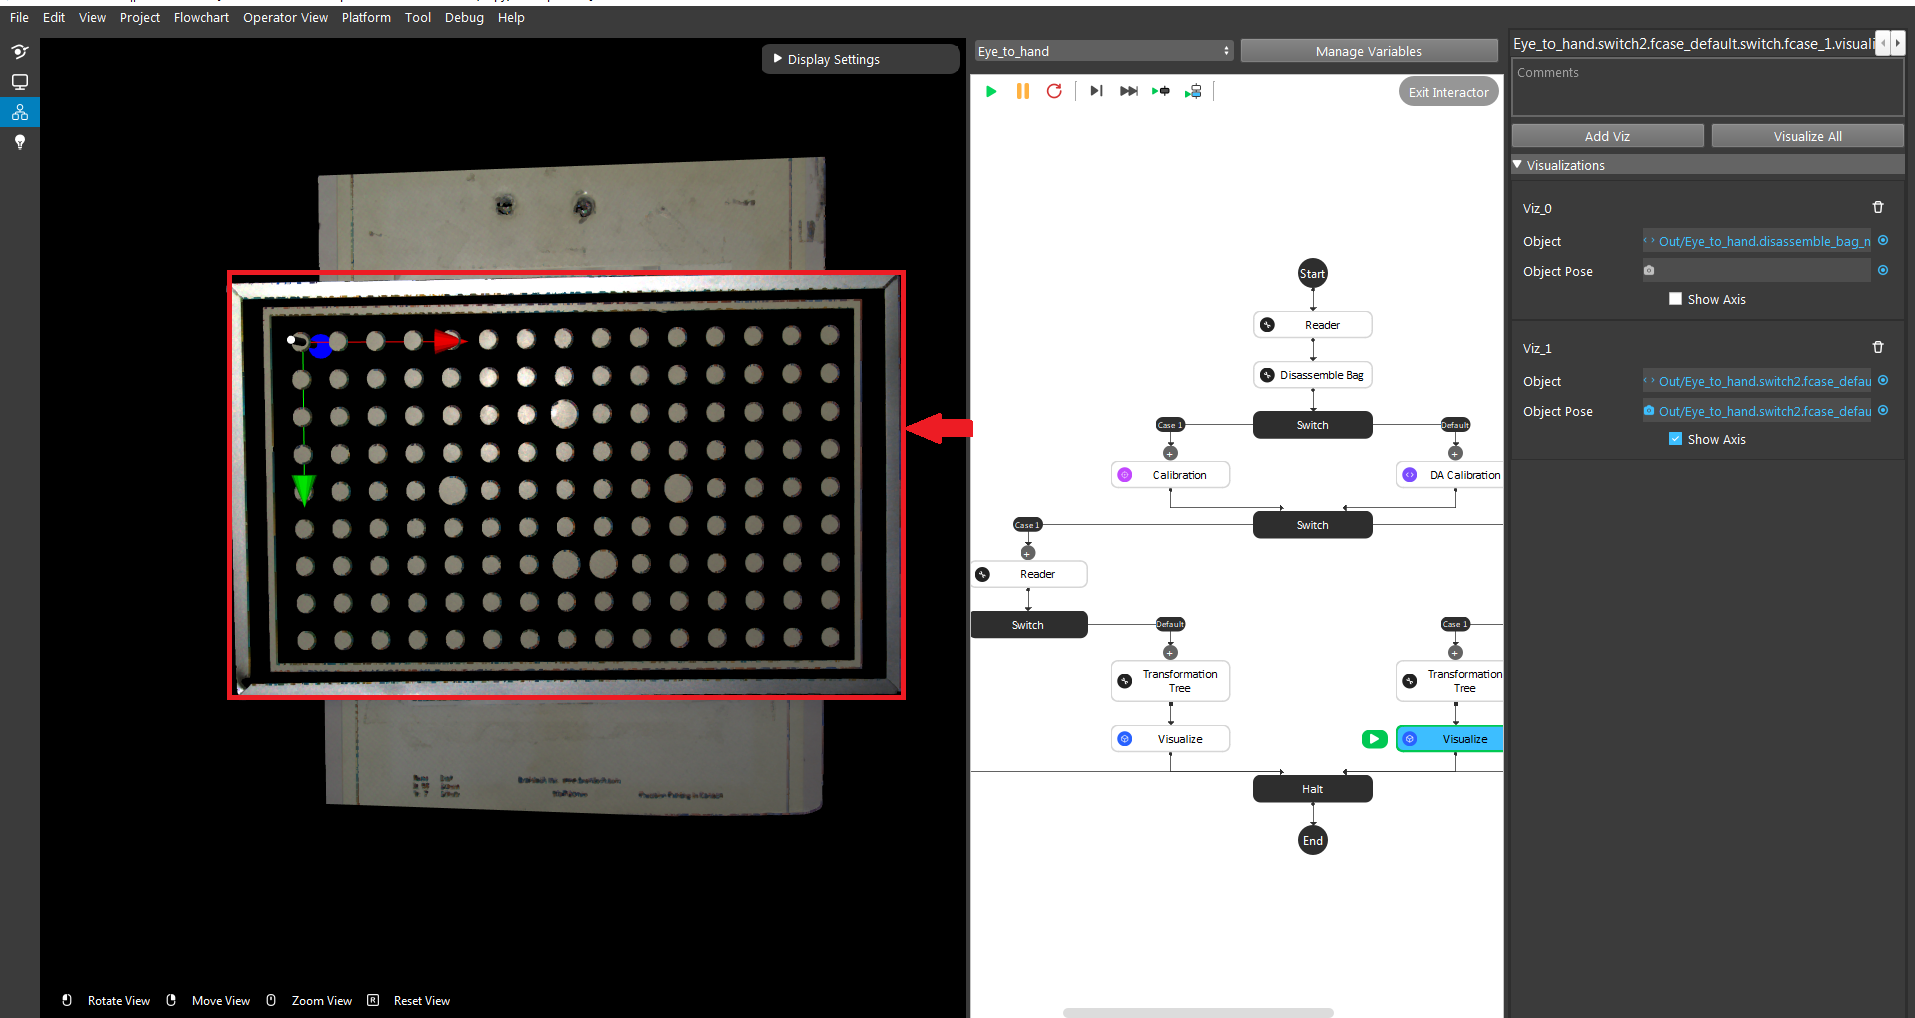 File Edit View Project Flowchart Operator View Platform Tool Debug Help
Display Settings
Rotate View Move View Zoom View R Reset View
Eye_to_hand
Manage Variables
Exit Interactor
Start
Reader
Disassemble Bag
Case 1
Switch
Default
Calibration
DA Calibration
Case 1
Switch
Reader
Switch
Default
Case 1
Transformation
Tree
Transformation
Tree
Visualize
Visualize
Halt
End
Eye_to_hand.switch2.fcase_default.switch.fcase_1.visuali
Comments
Add Viz
Visualize All
Visualizations
Viz_0
Object Out/Eye_to_hand.disassemble_bag_n
Object Pose
Show Axis
Viz_1
Object Out/Eye_to_hand.switch2.fcase_defau
Object Pose Out/Eye_to_hand.switch2.fcase_defau
Show Axis